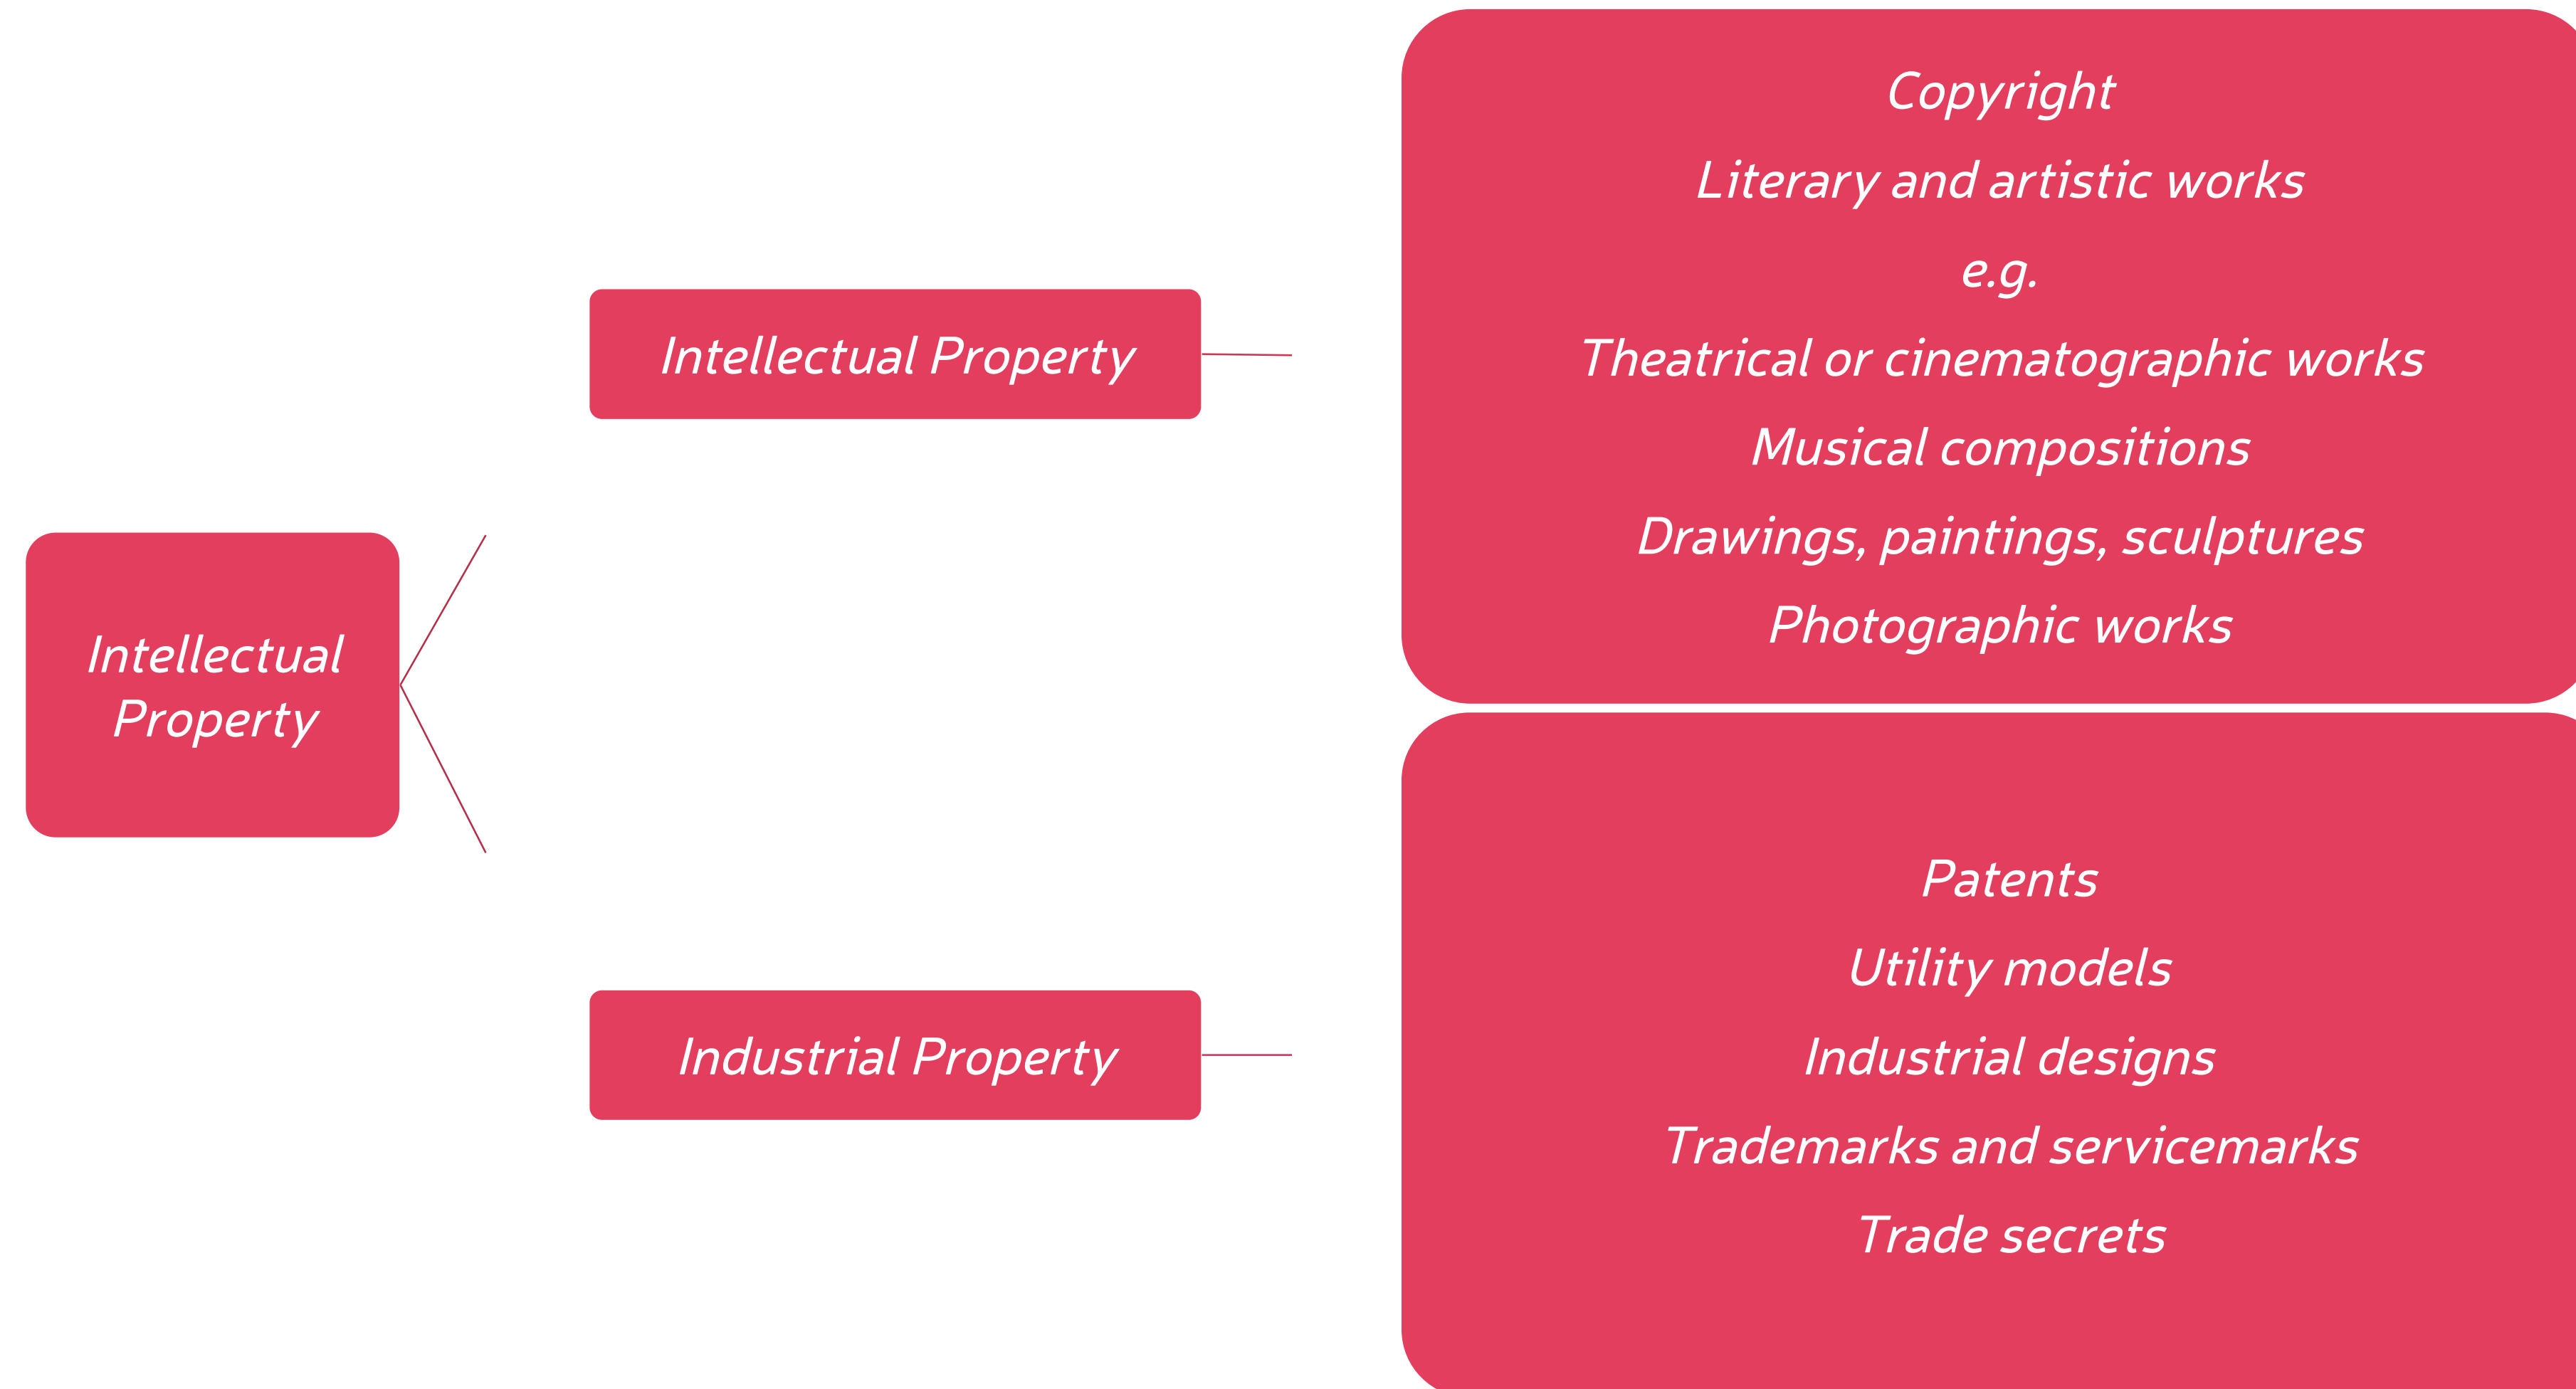 Intellectual
Property
Intellectual Property
Copyright
Literary and artistic works
e.g.
Theatrical or cinematographic works
Musical compositions
Drawings, paintings, sculptures
Photographic works
Industrial Property
Patents
Utility models
Industrial designs
Trademarks and servicemarks
Trade secrets